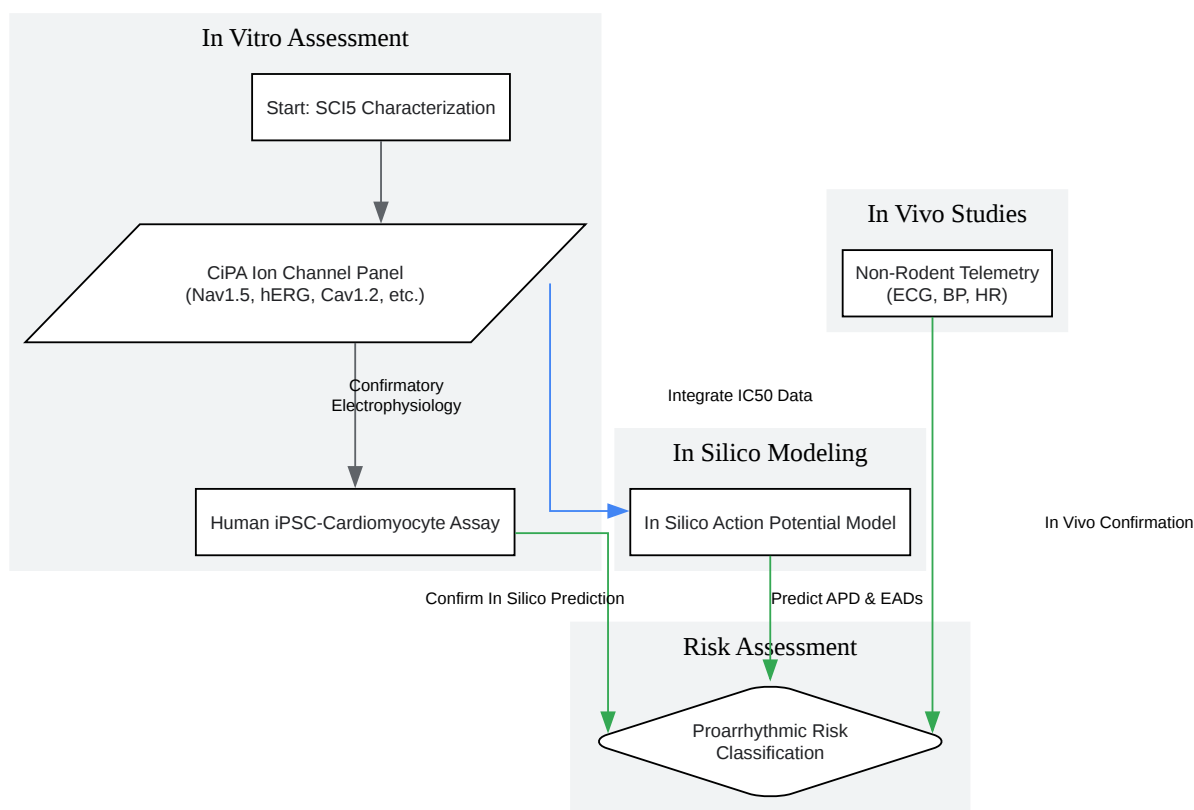 In Vitro Assessment
Start: SCI5 Characterization
In Vivo Studies
CiPA Ion Channel Panel
(Nav1.5, hERG, Cav1.2, etc.)
Non-Rodent Telemetry
(ECG, BP, HR)
Confirmatory
Electrophysiology
Integrate IC50 Data
In Silico Modeling
Human iPSC-Cardiomyocyte Assay
In Silico Action Potential Model
In Vivo Confirmation
Confirm In Silico Prediction
Predict APD & EADs
Risk Assessment
Proarrhythmic Risk
Classification